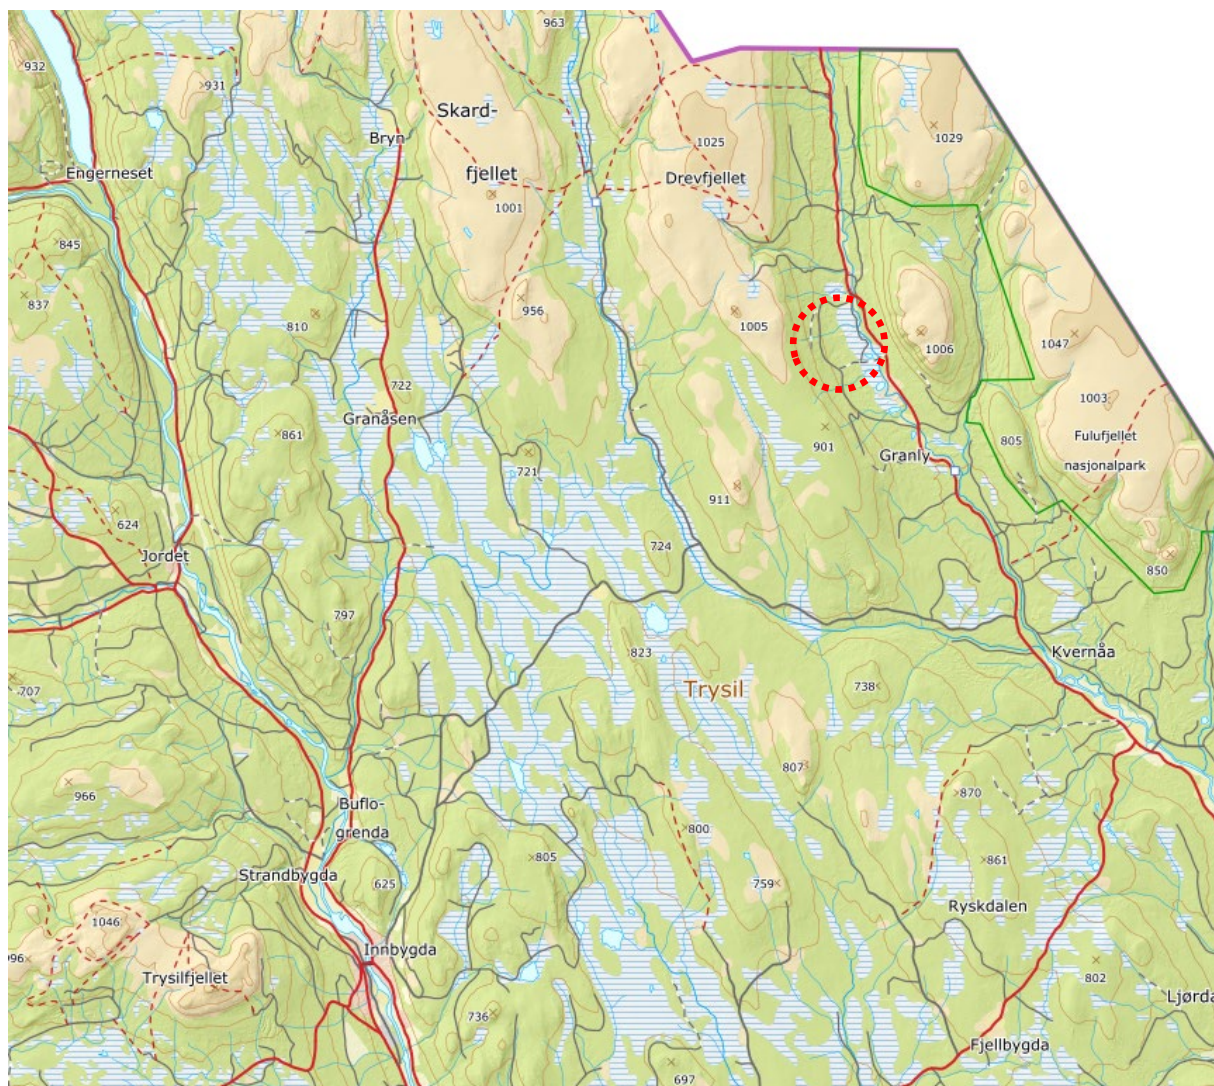 963
932
931
Skard-
1029
Bryn
1025
Engerneset
fjellet
Drevfjellet
1001
845
837
956
810
1005
1006
1047
722
1003
Granåsen
861
805
Fulufjellet
901
Granly
nasjonalpark
721
911
624
724
Jordet
850
797
823
Kvernåa
Trysil
738
707
807
966
870
Buflo-
grenda
800
805
861
Strandbygda
625
759
Ryskdalen
1046
Innbygda
96
802
Trysilfjellet
Ljørda
736
Fjellbygda
697